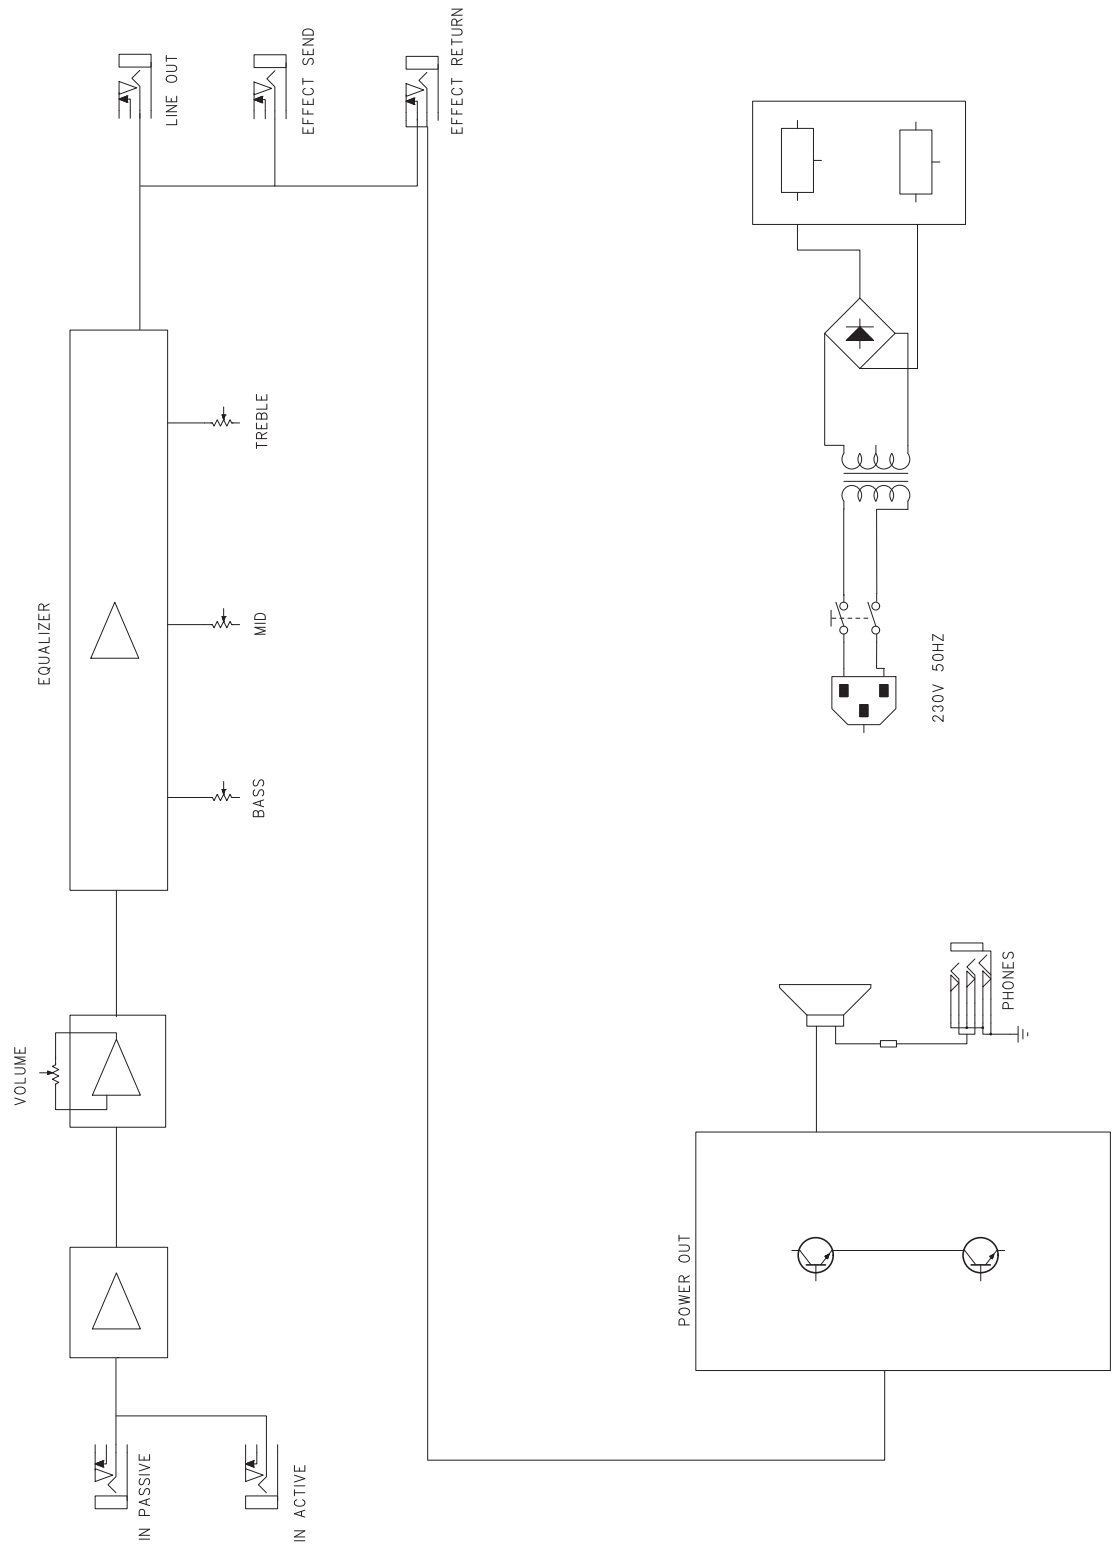 IN PASSIVE
IN ACTIVE
VOLUME
EQUALIZER
BASS
MID
TREBLE
LINE OUT
EFFECT SEND
EFFECT RETURN
POWER OUT
PHONES
230V 50HZ